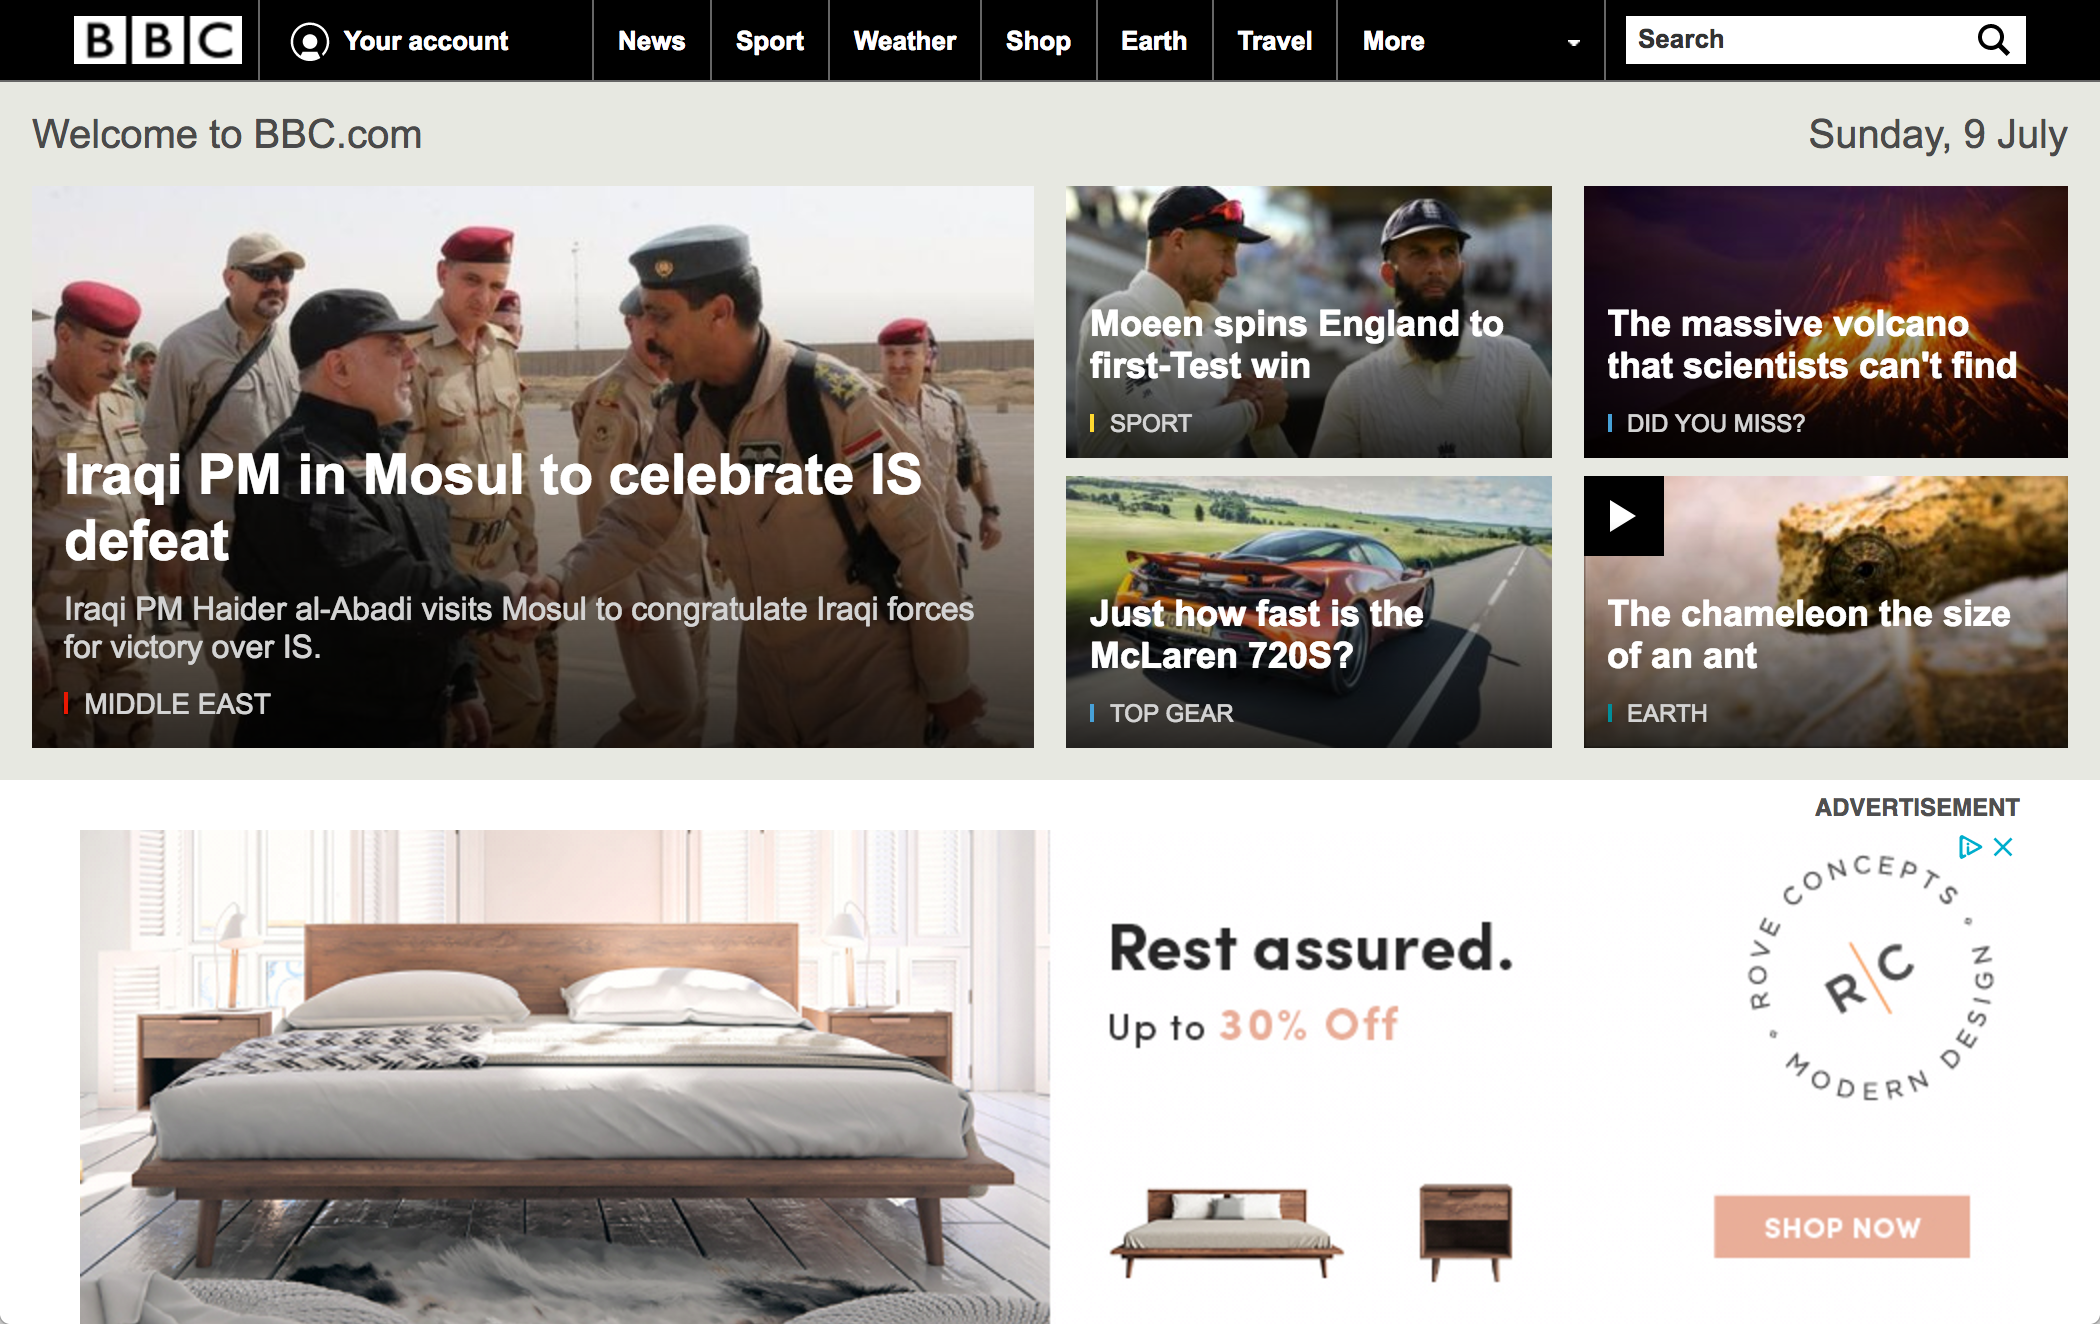 BBC
Your account
News
Sport
Weather
Shop
Earth
Travel
More
Search
Welcome to BBC.com
Sunday, 9 July
Iraqi PM in Mosul to celebrate IS
defeat
Iraqi PM Haider al-Abadi visits Mosul to congratulate Iraqi forces
for victory over IS.
MIDDLE EAST
Moeen spins England to
first-Test win
SPORT
The massive volcano
that scientists can't find
DID YOU MISS?
Just how fast is the
McLaren 720S?
TOP GEAR
The chameleon the size
of an ant
EARTH
ADVERTISEMENT
Rest assured.
Up to 30% Off
ROVE CONCEPTS
R C
MODERN DESIGN
SHOP NOW